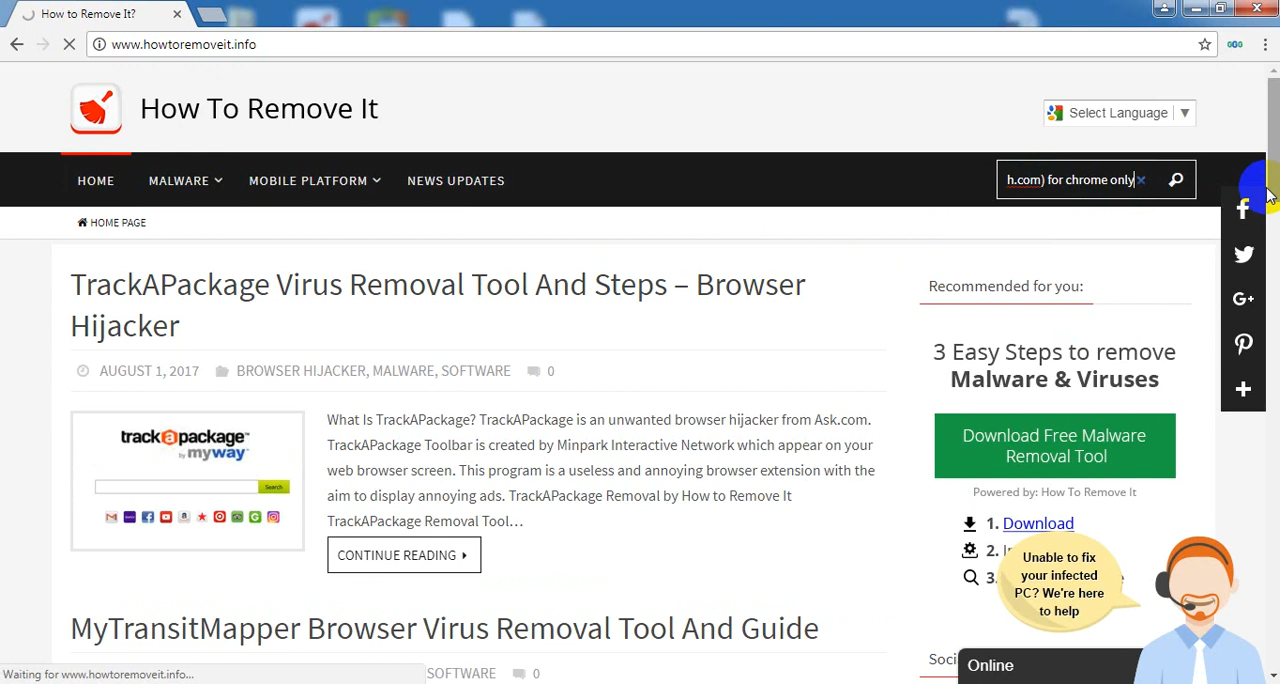 How to Remove It?
www.howtoremoveit.info
How To Remove It
Select Language
HOME
MALWARE
MOBILE PLATFORM
NEWS UPDATES
h.com) for chrome only
HOME PAGE
TrackAPackage Virus Removal Tool And Steps – Browser
Hijacker
AUGUST 1, 2017
BROWSER HIJACKER, MALWARE, SOFTWARE
0
trackapackage™
by myway™
Search
What Is TrackAPackage? TrackAPackage is an unwanted browser hijacker from Ask.com.
TrackAPackage Toolbar is created by Minpark Interactive Network which appear on your
web browser screen. This program is a useless and annoying browser extension with the
aim to display annoying ads. TrackAPackage Removal by How to Remove It
TrackAPackage Removal Tool…
CONTINUE READING
MyTransitMapper Browser Virus Removal Tool And Guide
SOFTWARE
0
Waiting for www.howtoremoveit.info...
Recommended for you:
3 Easy Steps to remove
Malware & Viruses
Download Free Malware
Removal Tool
Powered by: How To Remove It
1. Download
2.
3.
Unable to fix
your infected
PC? We're here
to help
Soci
Online